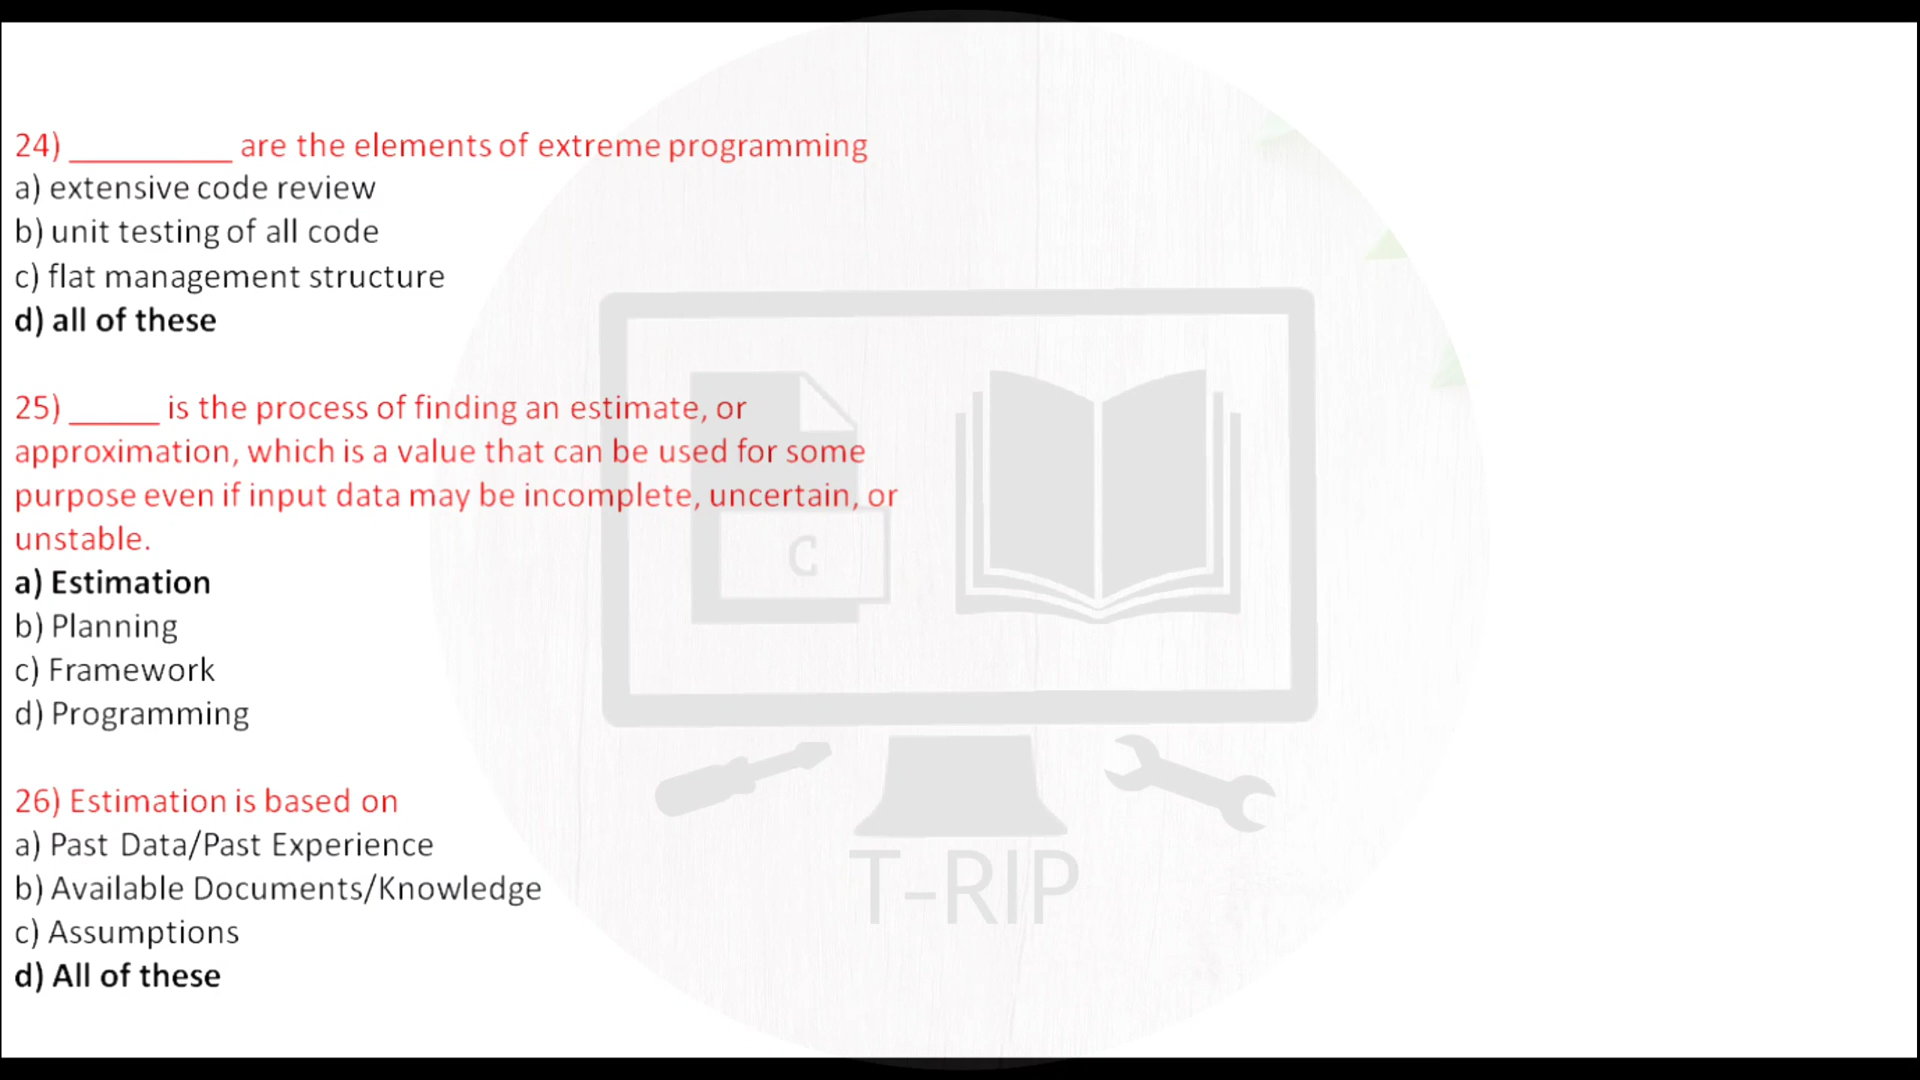 24) __________ are the elements of extreme programming
a) extensive code review
b) unit testing of all code
c) flat management structure
d) all of these
25) _____ is the process of finding an estimate, or
approximation, which is a value that can be used for some
purpose even if input data may be incomplete, uncertain, or
unstable.
a) Estimation
b) Planning
c) Framework
d) Programming
26) Estimation is based on
a) Past Data/Past Experience
b) Available Documents/Knowledge
c) Assumptions
d) All of these
C
T-RIP